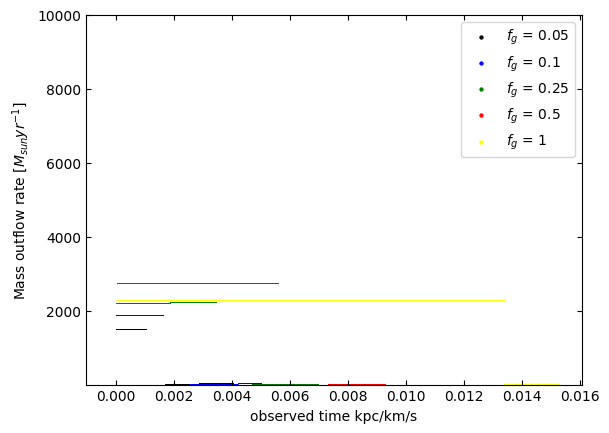 10000
8000
6000
4000
2000
Mass outflow rate [M_sun yr^-1]
f_g = 0.05
f_g = 0.1
f_g = 0.25
f_g = 0.5
f_g = 1
0.000 0.002 0.004 0.006 0.008 0.010 0.012 0.014 0.016
observed time kpc/km/s